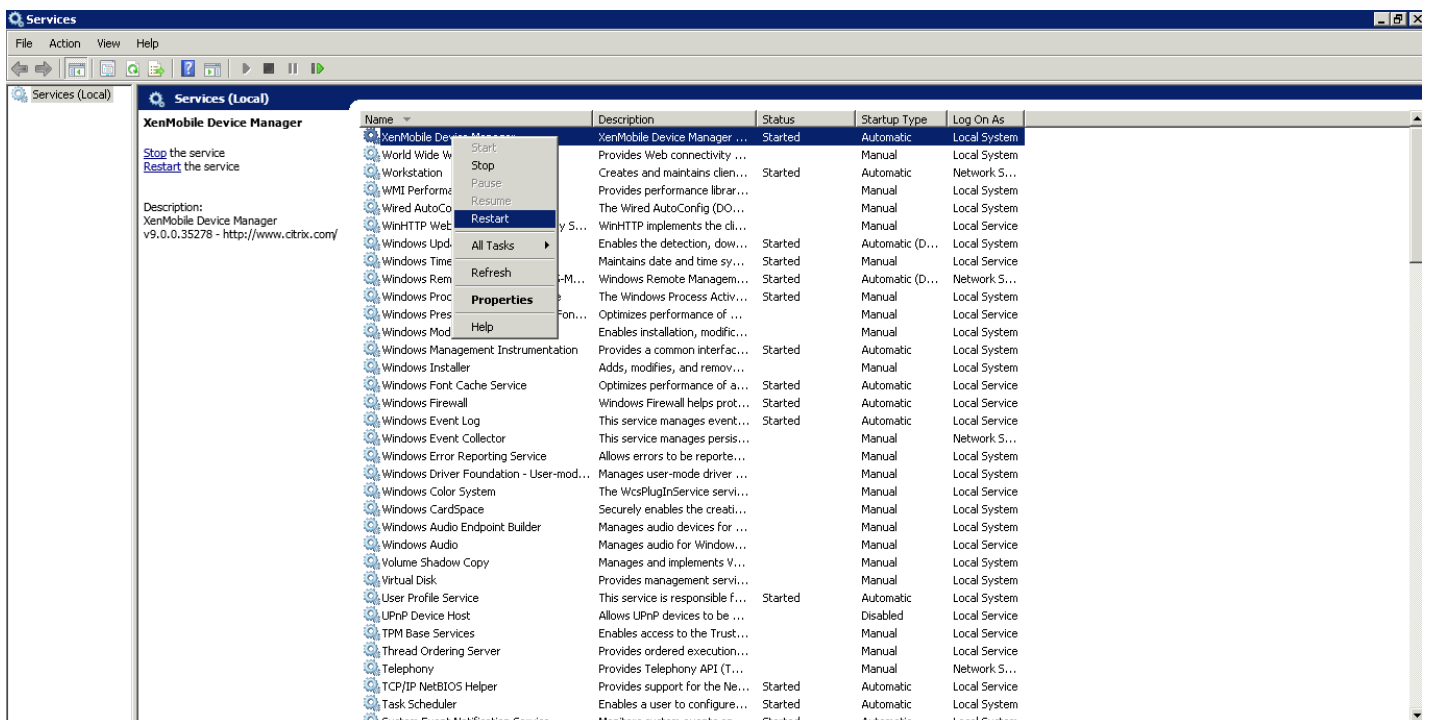 Services
File Action View Help
Services (Local)
Services (Local)
XenMobile Device Manager
Stop the service
Restart the service
Description:
XenMobile Device Manager
v9.0.0.35278 - http://www.citrix.com/
Name Description Status Startup Type Log On As
XenMobile Device Manager XenMobile Device Manager ... Started Automatic Local System
World Wide W Provides Web connectivity ... Manual Local System
Workstation Creates and maintains clien... Started Automatic Network S...
WMI Performa Provides performance librar... Manual Local System
Wired AutoCo The Wired AutoConfig (DO... Manual Local System
WinHTTP Web y S... WinHTTP implements the cli... Manual Local Service
Windows Upd Enables the detection, dow... Started Automatic (D... Local System
Windows Time Maintains date and time sy... Started Manual Local Service
Windows Rem S-M... Windows Remote Managem... Started Automatic (D... Network S...
Windows Proc The Windows Process Activ... Started Manual Local System
Windows Pres Fon... Optimizes performance of ... Manual Local Service
Windows Mod Enables installation, modific... Manual Local System
Start
Stop
Pause
Resume
Restart
All Tasks
Refresh
Properties
Help
Windows Management Instrumentation Provides a common interfac... Started Automatic Local System
Windows Installer Adds, modifies, and remov... Manual Local System
Windows Font Cache Service Optimizes performance of a... Started Automatic Local Service
Windows Firewall Windows Firewall helps prot... Started Automatic Local Service
Windows Event Log This service manages event... Started Automatic Local Service
Windows Event Collector This service manages persis... Manual Network S...
Windows Error Reporting Service Allows errors to be reporte... Manual Local System
Windows Driver Foundation - User-mod... Manages user-mode driver ... Manual Local System
Windows Color System The WcsPlugInService servi... Manual Local Service
Windows CardSpace Securely enables the creati... Manual Local System
Windows Audio Endpoint Builder Manages audio devices for ... Manual Local System
Windows Audio Manages audio for Window... Manual Local Service
Volume Shadow Copy Manages and implements V... Manual Local System
Virtual Disk Provides management servi... Manual Local System
User Profile Service This service is responsible f... Started Automatic Local System
UPnP Device Host Allows UPnP devices to be ... Disabled Local Service
TPM Base Services Enables access to the Trust... Manual Local Service
Thread Ordering Server Provides ordered execution... Manual Local Service
Telephony Provides Telephony API (T... Manual Network S...
TCP/IP NetBIOS Helper Provides support for the Ne... Started Automatic Local Service
Task Scheduler Enables a user to configure... Started Automatic Local System